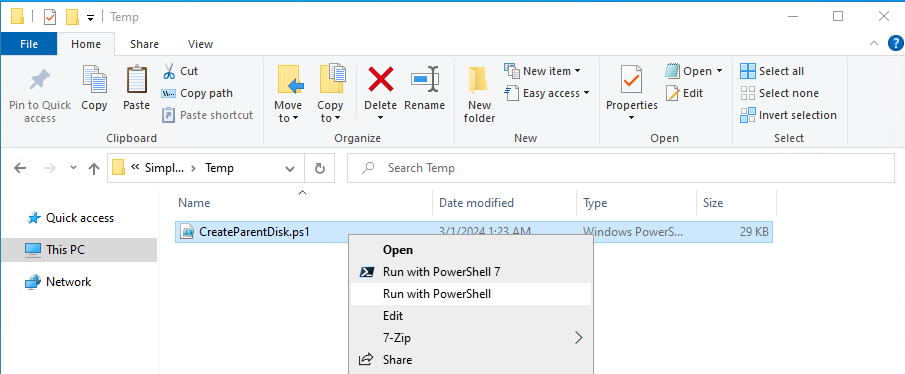 Temp
File Home Share View
Pin to Quick access
Copy
Paste
Cut
Copy path
Paste shortcut
Clipboard
Move to
Copy to
Delete
Rename
Organize
New folder
New item
Easy access
New
Properties
Open
Edit
Open
Select all
Select none
Invert selection
Select
« Simpl... > Temp
Search Temp
Name Date modified Type Size
Quick access
This PC
Network
CreateParentDisk.ps1 3/1/2024 1:23 AM Windows PowerS... 29 KB
Open
Run with PowerShell 7
Run with PowerShell
Edit
7-Zip
Share